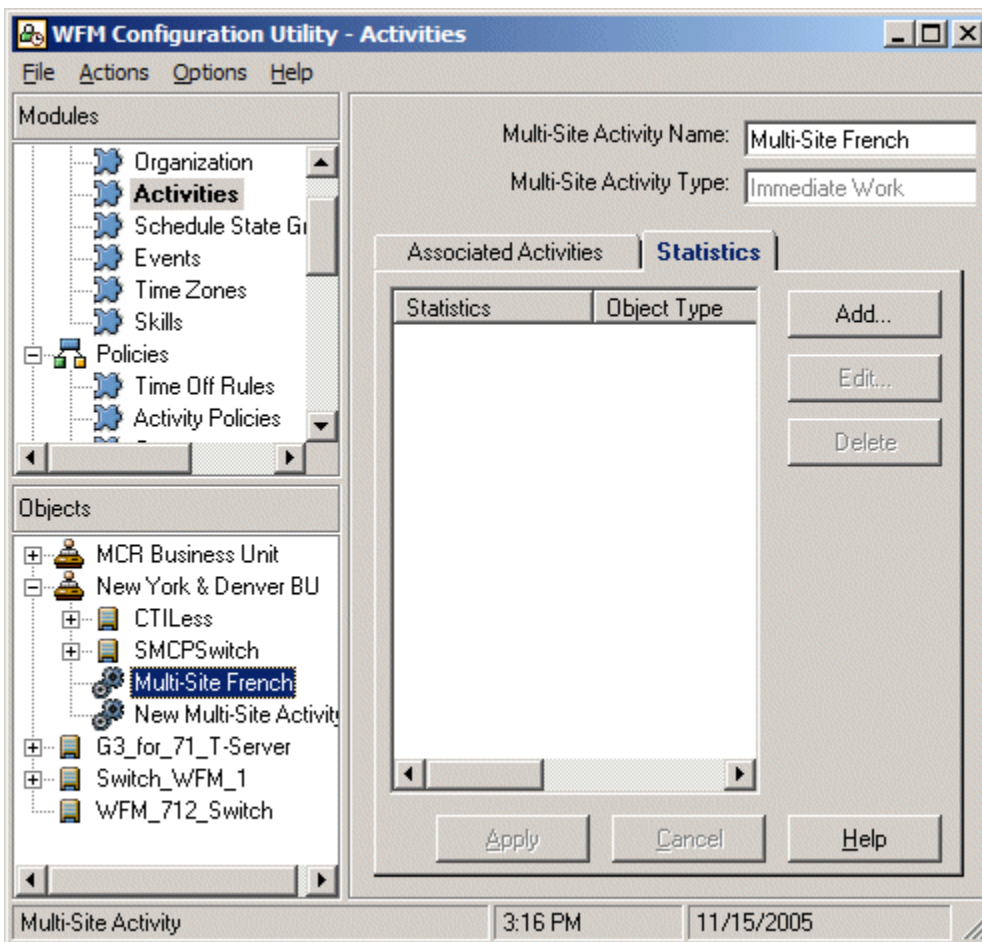 WFM Configuration Utility - Activities
File Actions Options Help
Modules
Organization
Activities
Schedule State Gr
Events
Time Zones
Skills
Policies
Time Off Rules
Activity Policies
Objects
MCR Business Unit
New York & Denver BU
CTILess
SMCPSwitch
Multi-Site French
New Multi-Site Activity
G3_for_71_T-Server
Switch_WFM_1
WFM_712_Switch
Multi-Site Activity Name: Multi-Site French
Multi-Site Activity Type: Immediate Work
Associated Activities Statistics
Statistics Object Type
Add...
Edit...
Delete
Apply Cancel Help
Multi-Site Activity 3:16 PM 11/15/2005